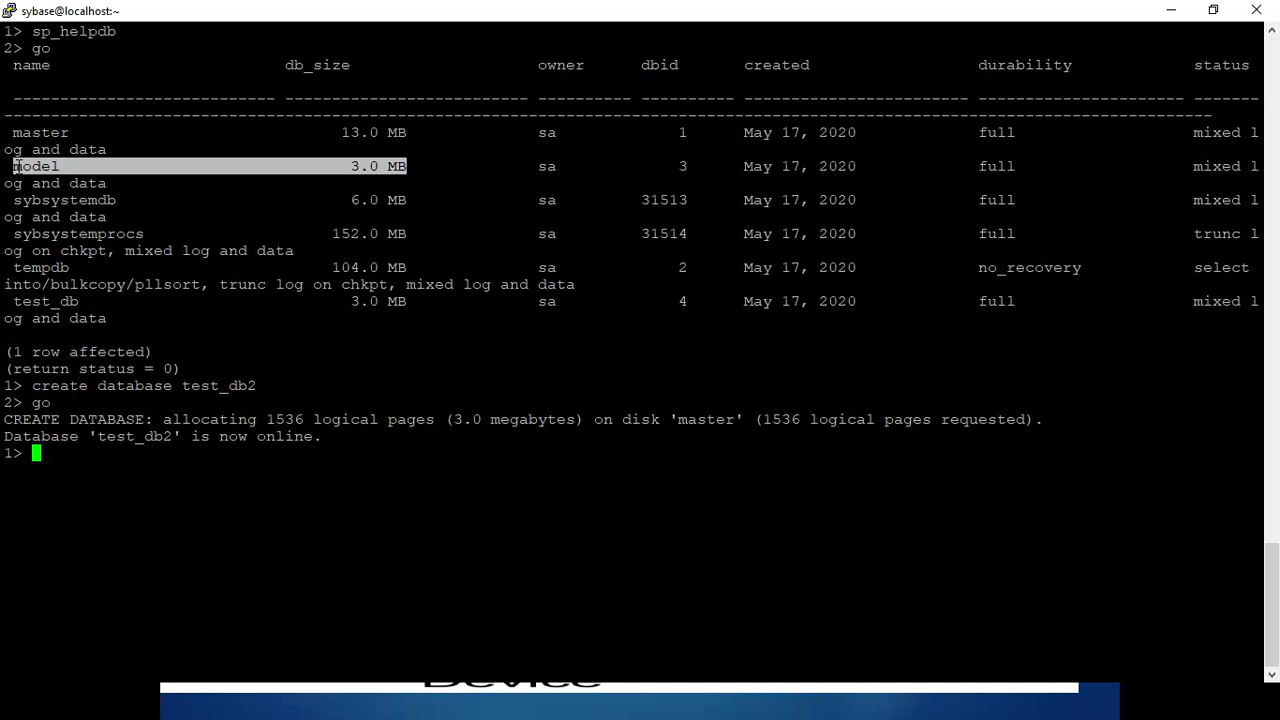 sybase@localhost:~
1> sp_helpdb
2> go
name db_size owner dbid created durability status
---------------------------- -------------------------- ---------- ---------- ------------------------ ---------------------- -------
----------------------------------------------------------------------------------------------------------------------------------
master 13.0 MB sa 1 May 17, 2020 full mixed l
og and data
model 3.0 MB sa 3 May 17, 2020 full mixed l
og and data
sybsystemdb 6.0 MB sa 31513 May 17, 2020 full mixed l
og and data
sybsystemprocs 152.0 MB sa 31514 May 17, 2020 full trunc l
og on chkpt, mixed log and data
tempdb 104.0 MB sa 2 May 17, 2020 no_recovery select
into/bulkcopy/pllsort, trunc log on chkpt, mixed log and data
test_db 3.0 MB sa 4 May 17, 2020 full mixed l
og and data
(1 row affected)
(return status = 0)
1> create database test_db2
2> go
CREATE DATABASE: allocating 1536 logical pages (3.0 megabytes) on disk 'master' (1536 logical pages requested).
Database 'test_db2' is now online.
1>
Device